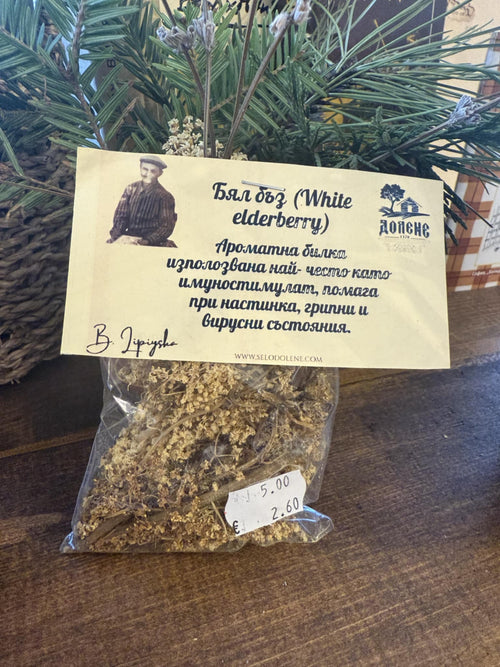 Бял бъз (White
elderberry)
ДОЛЕНЕ
Ароматна билка
използвана най- често като
имуностимулат, помага
при настинка, грипни и
вирусни състояния.
B. Lipiyska
WWW.SELODOLENE.COM
5.00
€ 2.60